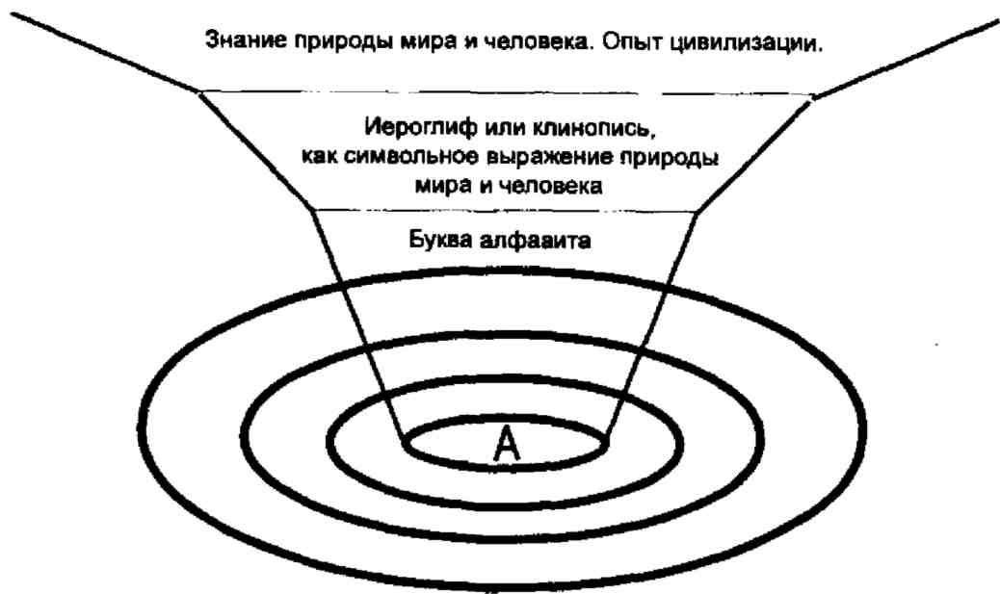 Знание природы мира и человека. Опыт цивилизации.
Иероглиф или клинопись,
как символьное выражение природы
мира и человека
Буква алфавита
А